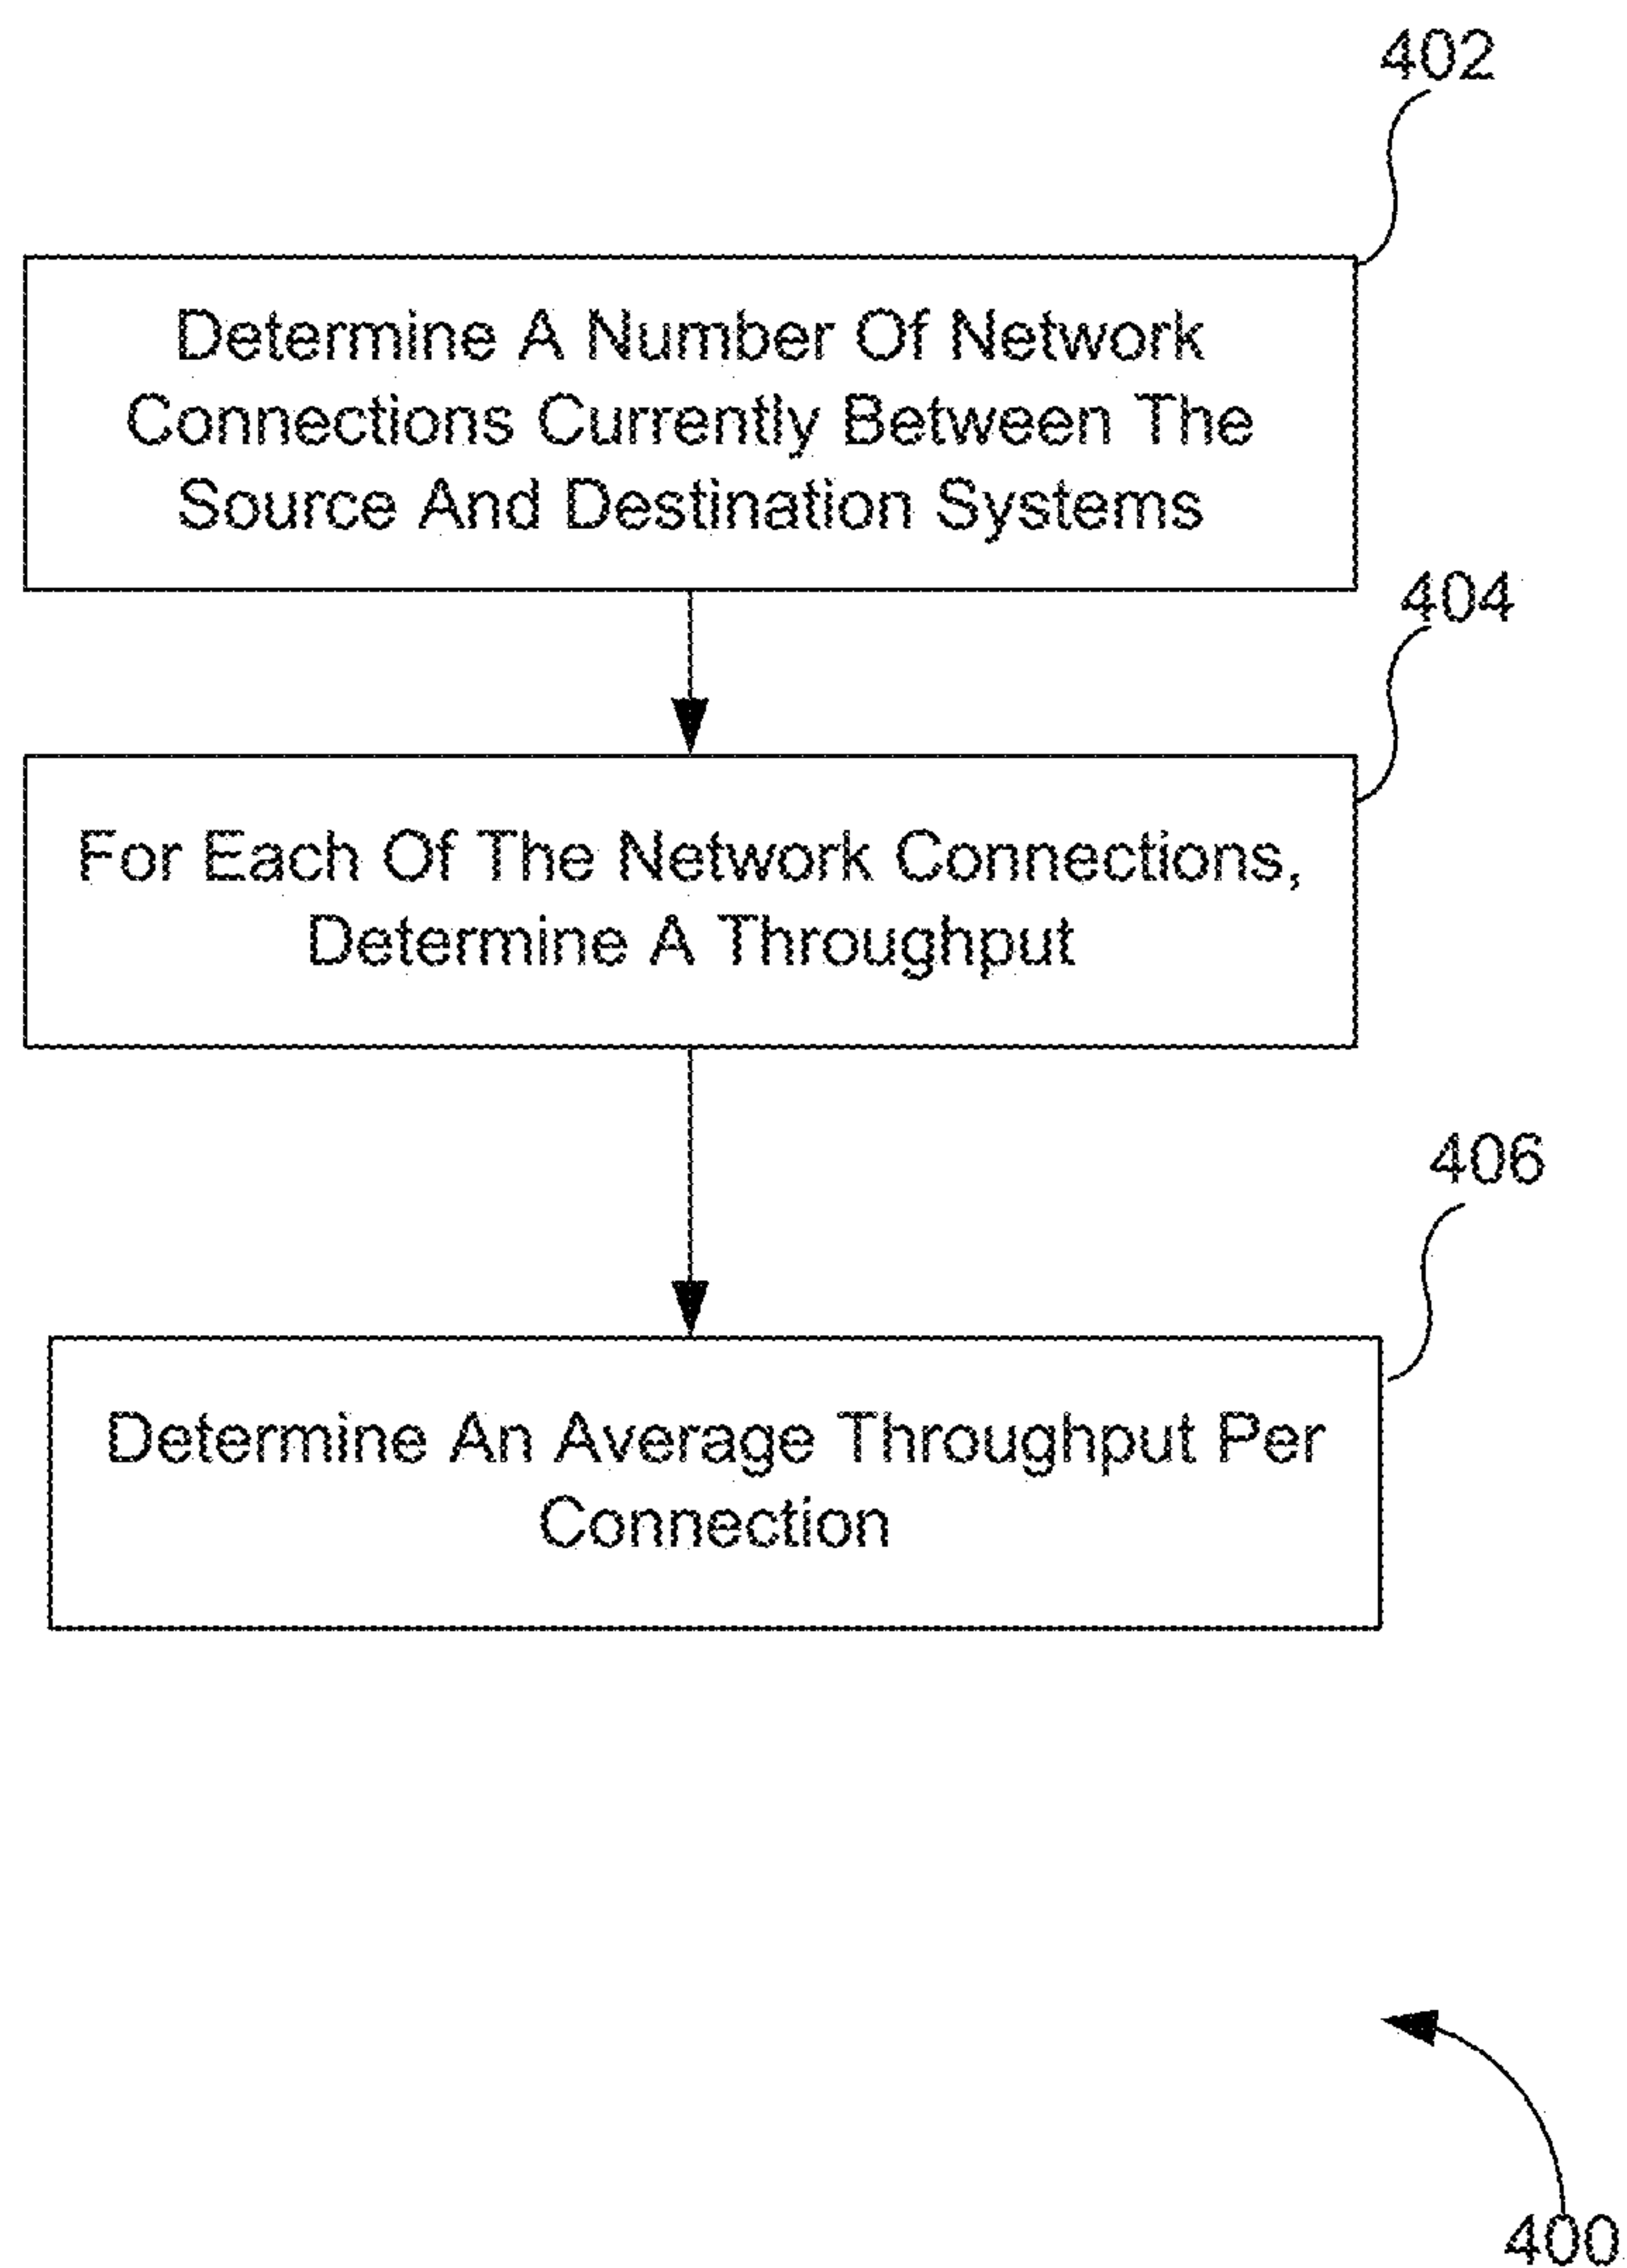 402
Determine A Number Of Network
Connections Currently Between The
Source And Destination Systems
404
For Each Of The Network Connections,
Determine A Throughput
406
Determine An Average Throughput Per
Connection
400